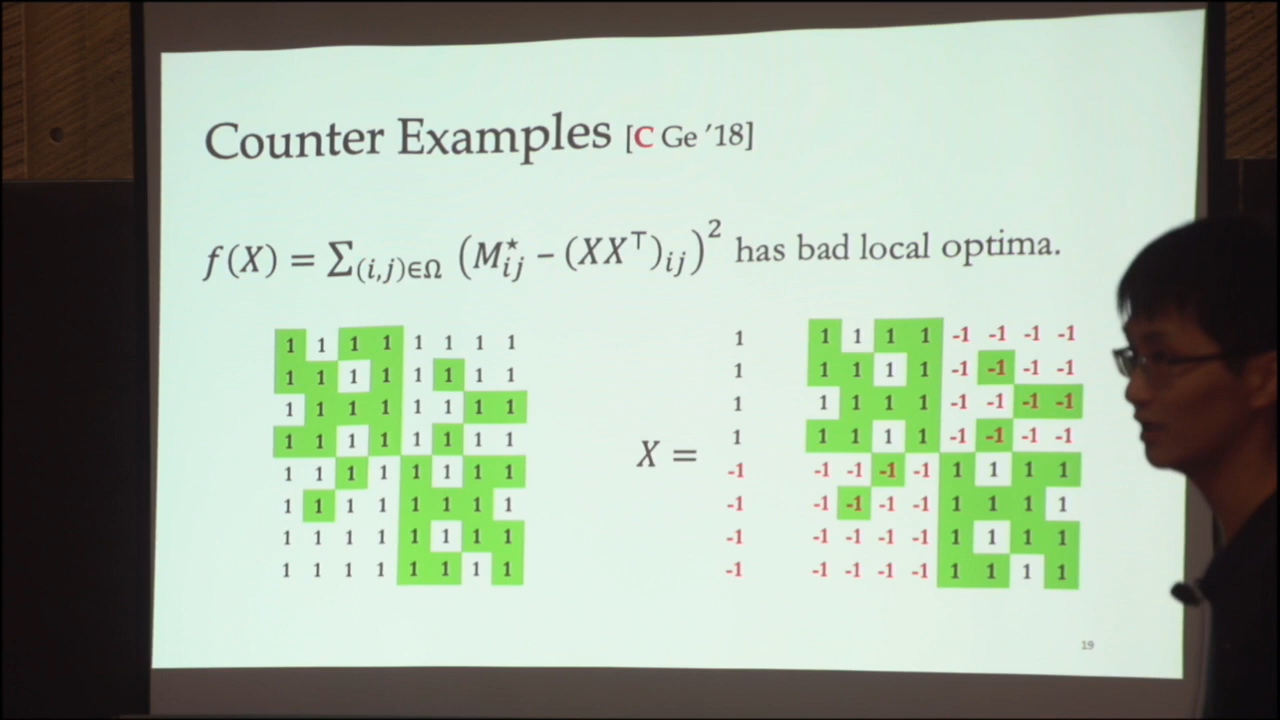 Counter Examples [C Ge '18]
f(X) = ∑(i,j)∈Ω (M⋆ij − (XX⊤)ij)² has bad local optima.
1 1 1 1 1 1 1 1
1 1 1 1 1 1 1 1
1 1 1 1 1 1 1 1
1 1 1 1 1 1 1 1
1 1 1 1 1 1 1 1
1 1 1 1 1 1 1 1
1 1 1 1 1 1 1 1
1 1 1 1 1 1 1 1
X =
1
1
1
1
-1
-1
-1
-1
1 1 1 1 -1 -1 -1 -1
1 1 1 1 -1 -1 -1 -1
1 1 1 1 -1 -1 -1 -1
1 1 1 1 -1 -1 -1 -1
-1 -1 -1 -1 1 1 1 1
-1 -1 -1 -1 1 1 1 1
-1 -1 -1 -1 1 1 1 1
-1 -1 -1 -1 1 1 1 1
19